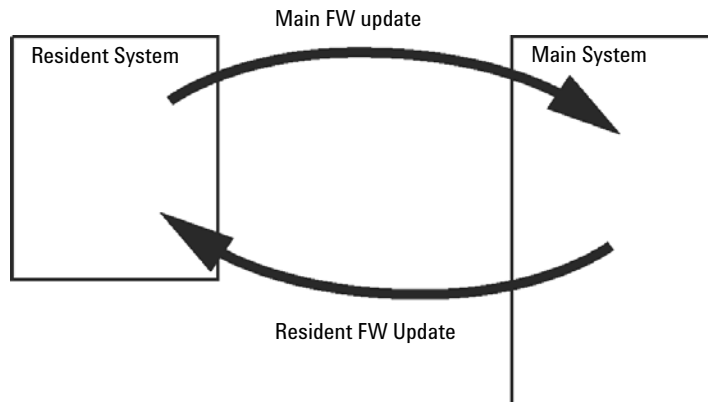 Main FW update
Resident System
Main System
Resident FW Update